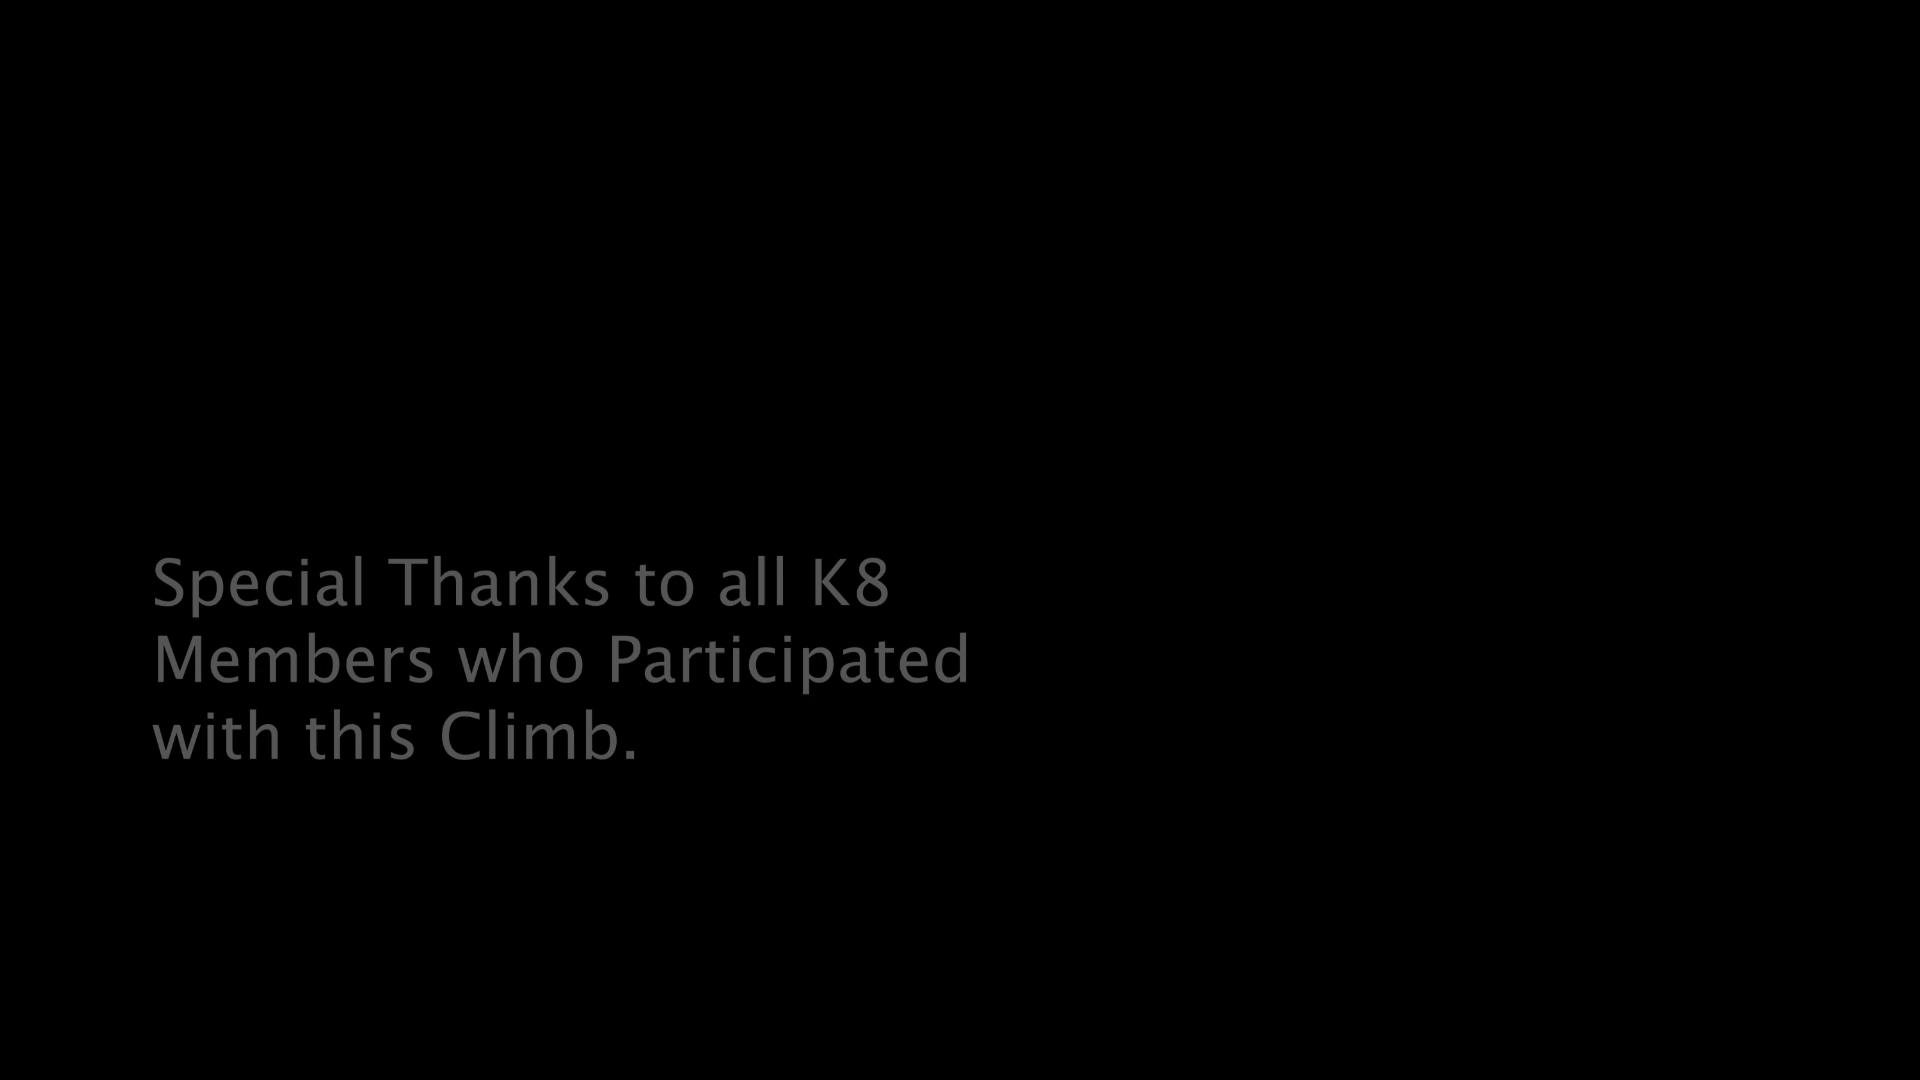 Special Thanks to all K8
Members who Participated
with this Climb.